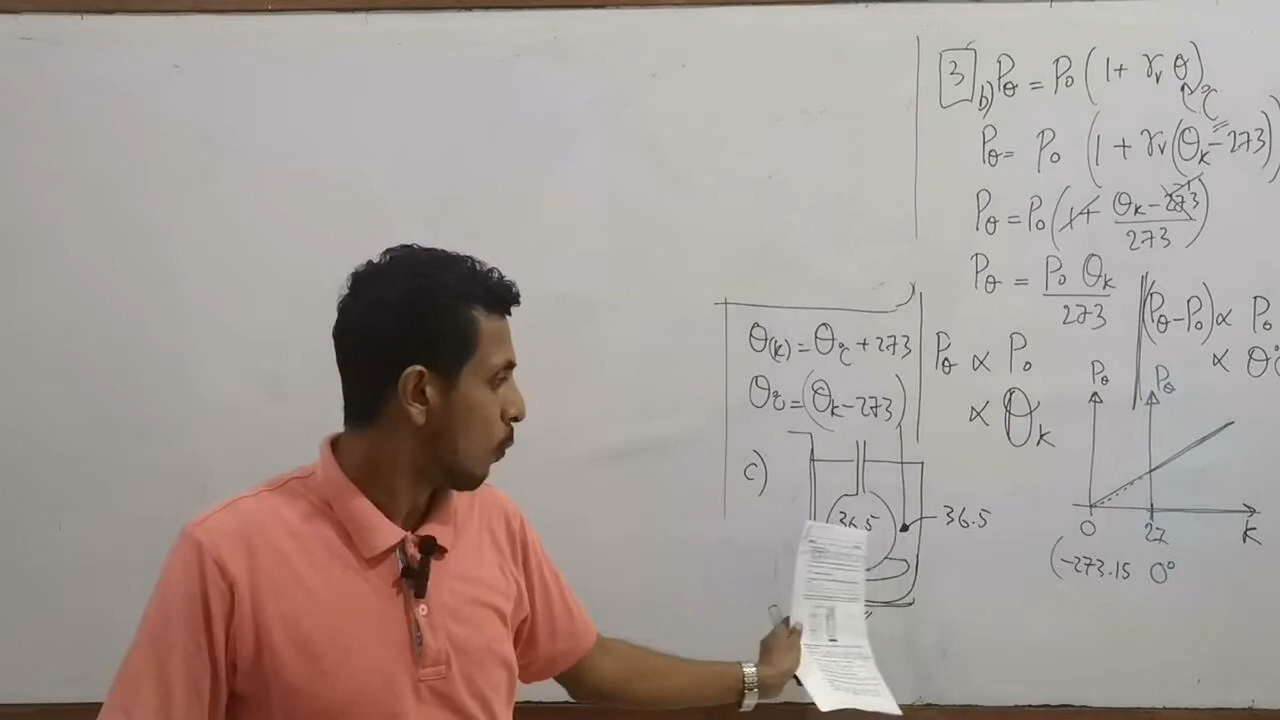 3
b) Pθ = P₀ (1 + γᵥ θ)
°C
Pθ = P₀ (1 + γᵥ (θₖ - 273)
Pθ = P₀ (1 + θₖ - 273 / 273)
Pθ = P₀ θₖ / 273
(Pθ - P₀) ∝ P₀
∝ θ°
θ(K) = θ°C + 273
θ°C = (θₖ - 273)
Pθ ∝ P₀
∝ θₖ
c)
36.5
36.5
Pθ
Pθ
0
27
K
(-273.15
0°